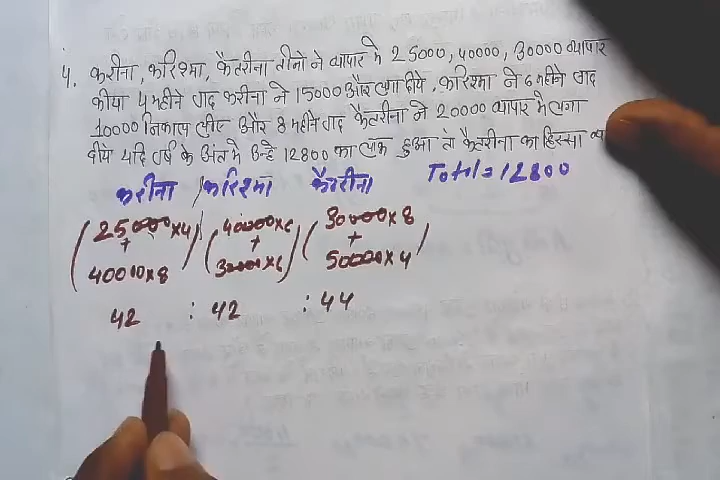 4. करीना, करिश्मा, कैटरीना तीनो ने व्यापार मे 25000, 40000, 30000 व्यापार
कीया 4 महीने बाद करीना ने 15000 और लगा दीये, करिश्मा ने 6 महीने बाद
10000 निकाल लीए और 8 महीने बाद कैटरीना ने 20000 व्यापार मे लगा
दीये यदि वर्ष के अंत मे उन्हे 12800 का लाभ हुआ तो कैटरीना का हिस्सा
करीना करिश्मा कैटरीना Total = 12800
(25000×4 + 40000×8) (40000×6 + 30000×6) (30000×8 + 50000×4)
42 : 42 : 44